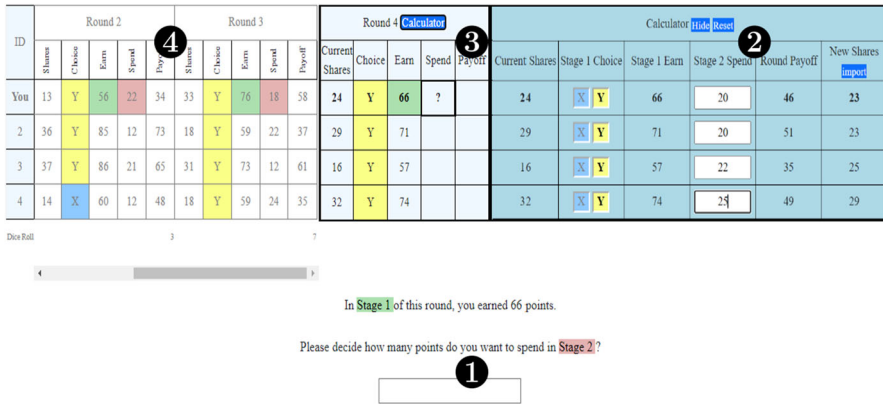 Round 2 Round 3
ID Shares Choice Earn Spend Payoff Shares Choice Earn Spend Payoff
You 13 Y 56 22 34 33 Y 76 18 58
2 36 Y 85 12 73 18 Y 59 22 37
3 37 Y 86 21 65 31 Y 73 12 61
4 14 X 60 12 48 18 Y 59 24 35
Dice Roll 3 7
4
Round 4 Calculator
3
Current Shares Choice Earn Spend Payoff
24 Y 66 ?
29 Y 71
16 Y 57
32 Y 74
Calculator Hide Reset
2
Current Shares Stage 1 Choice Stage 1 Earn Stage 2 Spend Round Payoff New Shares
import
24 X Y 66 20 46 23
29 X Y 71 20 51 23
16 X Y 57 22 35 25
32 X Y 74 25 49 29
In Stage 1 of this round, you earned 66 points.
Please decide how many points do you want to spend in Stage 2 ?
1